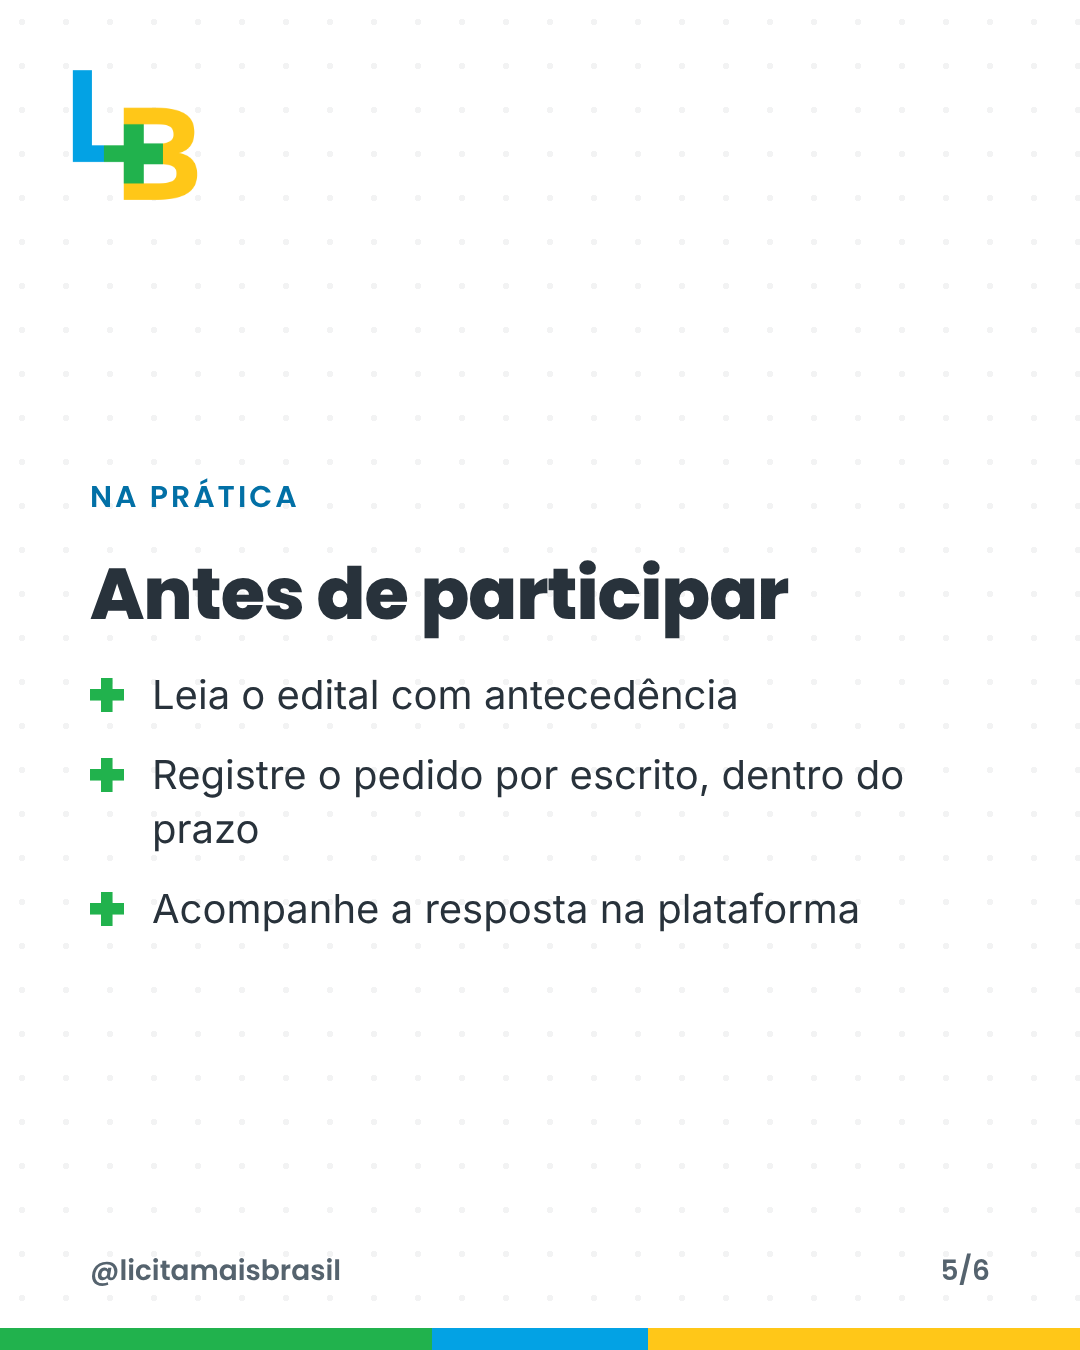 L+B
NA PRÁTICA
Antes de participar
Leia o edital com antecedência
Registre o pedido por escrito, dentro do
prazo
Acompanhe a resposta na plataforma
@licitamaisbrasil
5/6